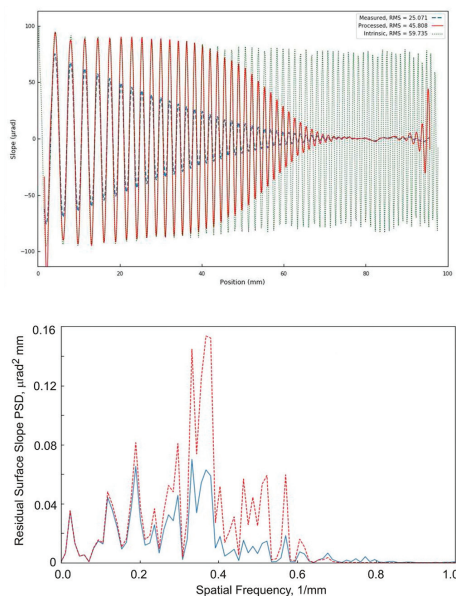 Measured, RMS = 25.071
Processed, RMS = 45.808
Intrinsic, RMS = 59.735
100
50
0
−50
−100
Slope (μrad)
0 20 40 60 80 100
Position (mm)
0.16
0.12
0.08
0.04
Residual Surface Slope PSD, μrad² mm
0.0 0.2 0.4 0.6 0.8 1.0
Spatial Frequency, 1/mm